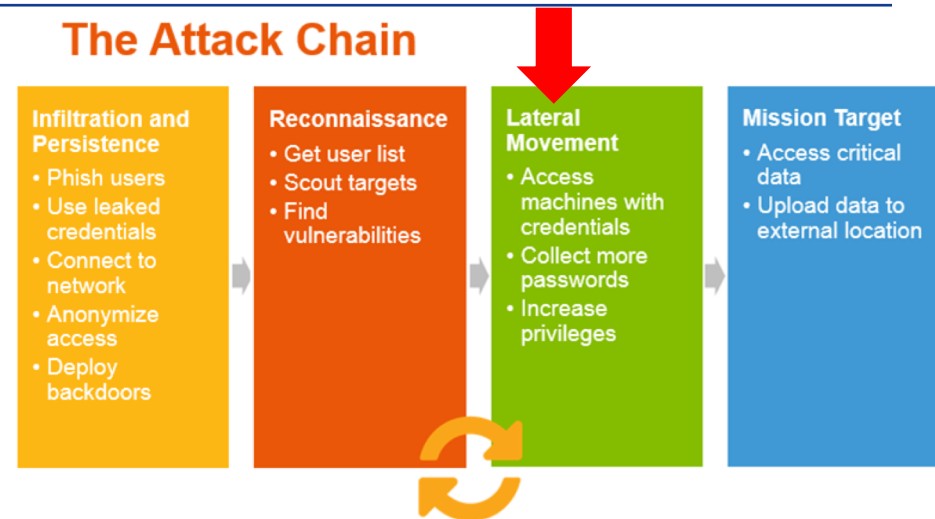 The Attack Chain
Infiltration and
Persistence
• Phish users
• Use leaked
credentials
• Connect to
network
• Anonymize
access
• Deploy
backdoors
Reconnaissance
• Get user list
• Scout targets
• Find
vulnerabilities
Lateral
Movement
• Access
machines with
credentials
• Collect more
passwords
• Increase
privileges
Mission Target
• Access critical
data
• Upload data to
external location